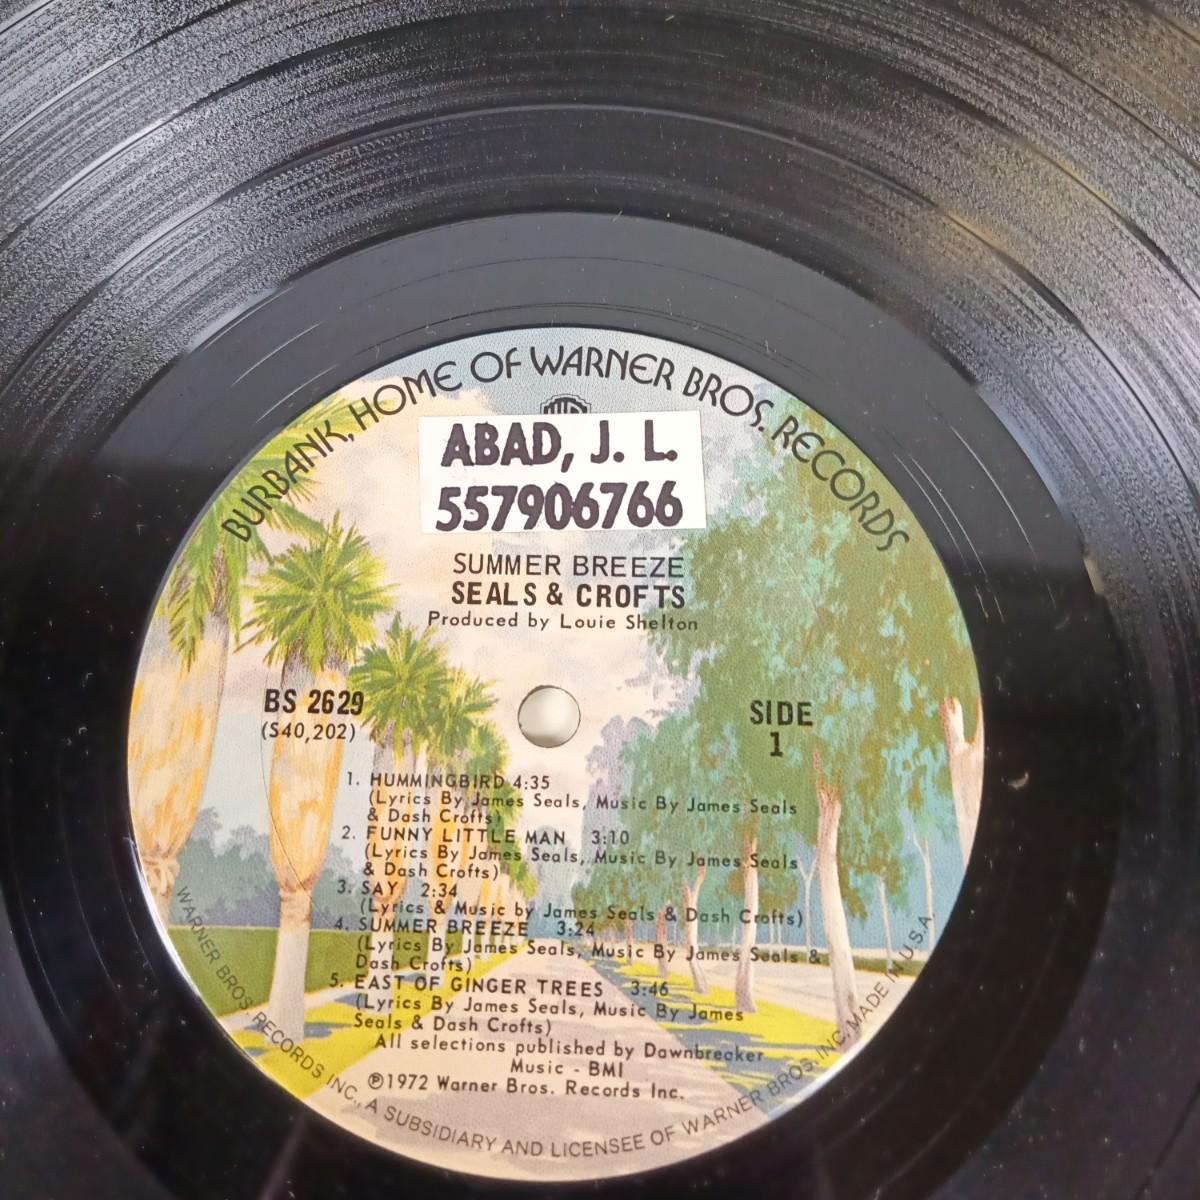 BURBANK, HOME OF WARNER BROS. RECORDS
ABAD, J. L.
557906766
SUMMER BREEZE
SEALS & CROFTS
Produced by Louie Shelton
BS 2629
(S40,202)
SIDE
1
1. HUMMINGBIRD 4:35
(Lyrics By James Seals, Music By James Seals
& Dash Crofts)
2. FUNNY LITTLE MAN 3:10
(Lyrics By James Seals, Music By James Seals
& Dash Crofts)
3. SAY 2:34
(Lyrics & Music by James Seals & Dash Crofts)
4. SUMMER BREEZE 3:24
(Lyrics By James Seals, Music By James Seals &
Dash Crofts)
5. EAST OF GINGER TREES 3:46
(Lyrics By James Seals, Music By James
Seals & Dash Crofts)
All selections published by Dawnbreaker
Music - BMI
℗1972 Warner Bros. Records Inc.
WARNER BROS. RECORDS INC., A SUBSIDIARY AND LICENSEE OF WARNER BROS. INC. MADE IN U.S.A.